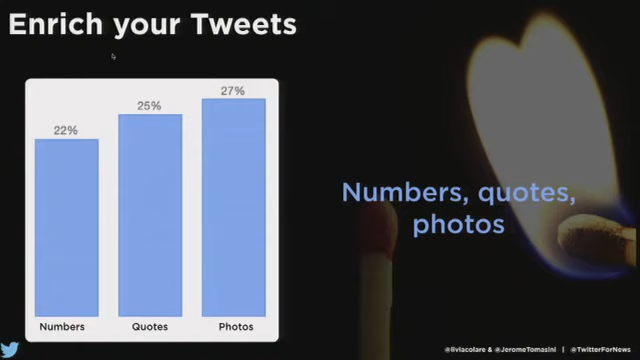 Enrich your Tweets
22%
25%
27%
Numbers
Quotes
Photos
Numbers, quotes,
photos
@liviacolare & @JeromeTomasini | @TwitterForNews